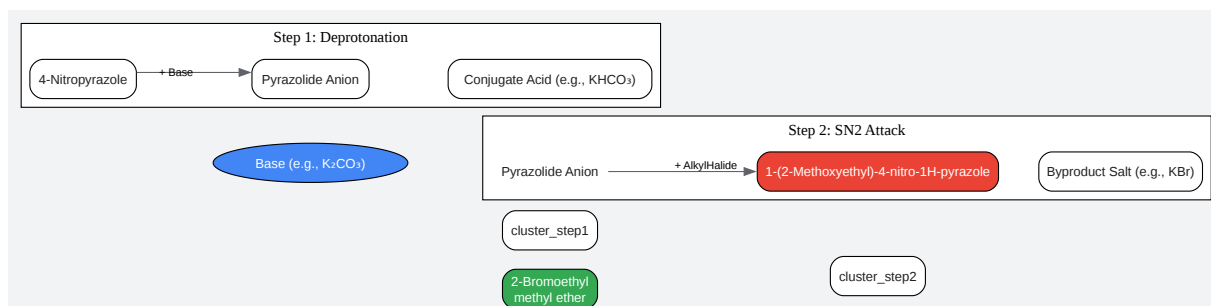 Step 1: Deprotonation
4-Nitropyrazole
+ Base
Pyrazolide Anion
Conjugate Acid (e.g., KHCO₃)
Step 2: SN2 Attack
Base (e.g., K₂CO₃)
Pyrazolide Anion
+ AlkylHalide
1-(2-Methoxyethyl)-4-nitro-1H-pyrazole
Byproduct Salt (e.g., KBr)
cluster_step1
cluster_step2
2-Bromoethyl
methyl ether